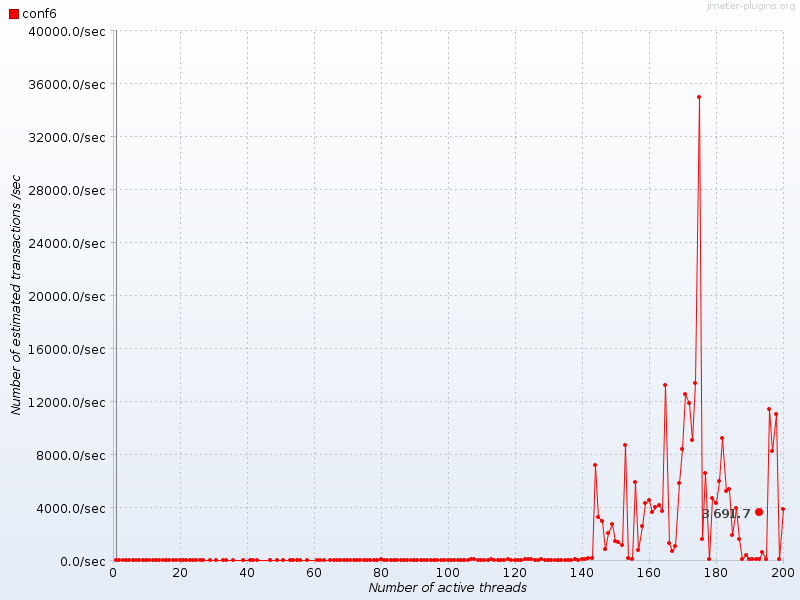 jmeter-plugins.org
conf6
40000.0/sec
36000.0/sec
32000.0/sec
28000.0/sec
24000.0/sec
20000.0/sec
16000.0/sec
12000.0/sec
8000.0/sec
4000.0/sec
0.0/sec
Number of estimated transactions /sec
3 691.7
0 20 40 60 80 100 120 140 160 180 200
Number of active threads